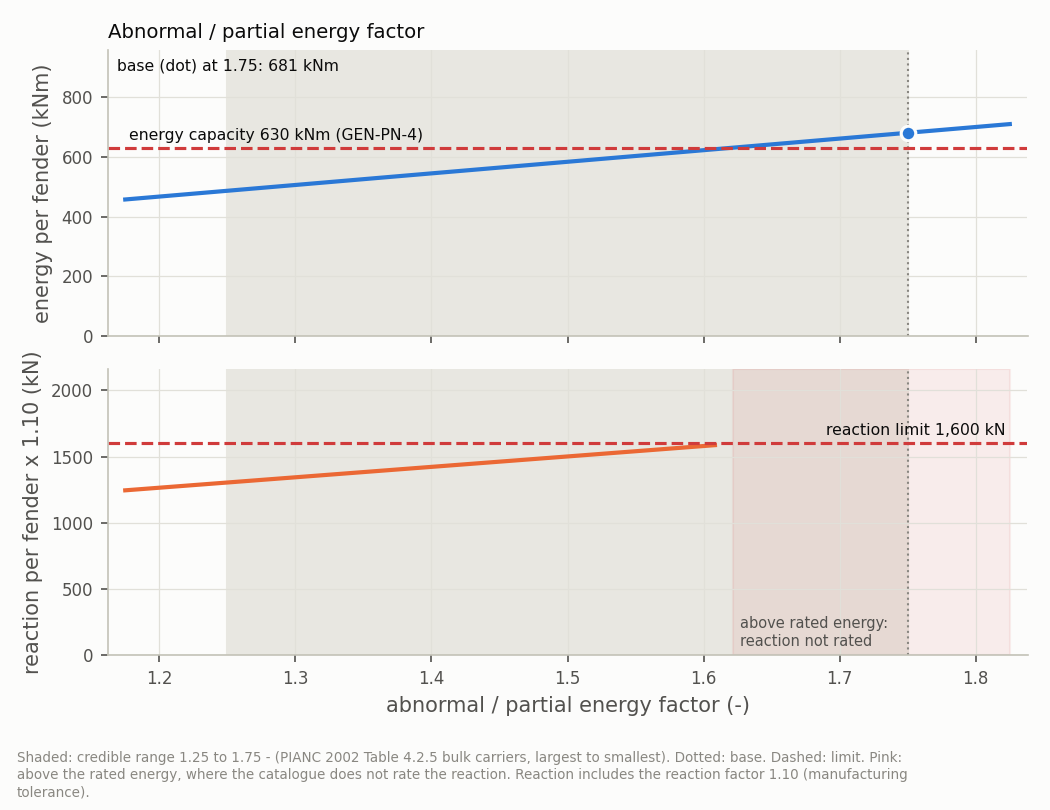 Abnormal / partial energy factor
base (dot) at 1.75: 681 kNm
energy capacity 630 kNm (GEN-PN-4)
energy per fender (kNm)
800
600
400
200
0
reaction per fender x 1.10 (kN)
2000
1500
1000
500
0
reaction limit 1,600 kN
above rated energy:
reaction not rated
1.2 1.3 1.4 1.5 1.6 1.7 1.8
abnormal / partial energy factor (-)
Shaded: credible range 1.25 to 1.75 - (PIANC 2002 Table 4.2.5 bulk carriers, largest to smallest). Dotted: base. Dashed: limit. Pink:
above the rated energy, where the catalogue does not rate the reaction. Reaction includes the reaction factor 1.10 (manufacturing
tolerance).